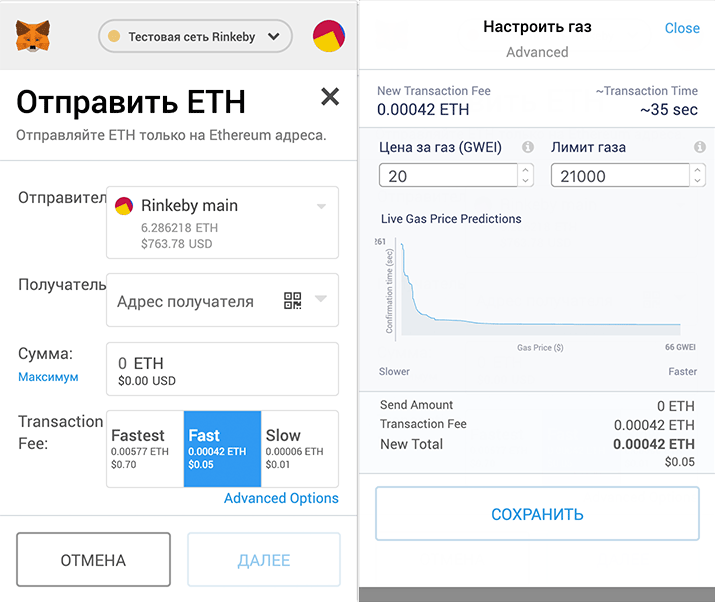 Тестовая сеть Rinkeby
Отправить ETH
Отправляйте ETH только на Ethereum адреса.
Отправител
Rinkeby main
6.286218 ETH
$763.78 USD
Получатель
Адрес получателя
Сумма:
Максимум
0 ETH
$0.00 USD
Transaction
Fee:
Fastest
0.00577 ETH
$0.70
Fast
0.00042 ETH
$0.05
Slow
0.00006 ETH
$0.01
Advanced Options
ОТМЕНА
ДАЛЕЕ
Настроить газ
Close
Advanced
New Transaction Fee
~Transaction Time
0.00042 ETH
~35 sec
Цена за газ (GWEI)
Лимит газа
20
21000
Live Gas Price Predictions
261
Confirmation time (sec)
Gas Price ($)
66 GWEI
Slower
Faster
Send Amount
0 ETH
Transaction Fee
0.00042 ETH
New Total
0.00042 ETH
$0.05
СОХРАНИТЬ